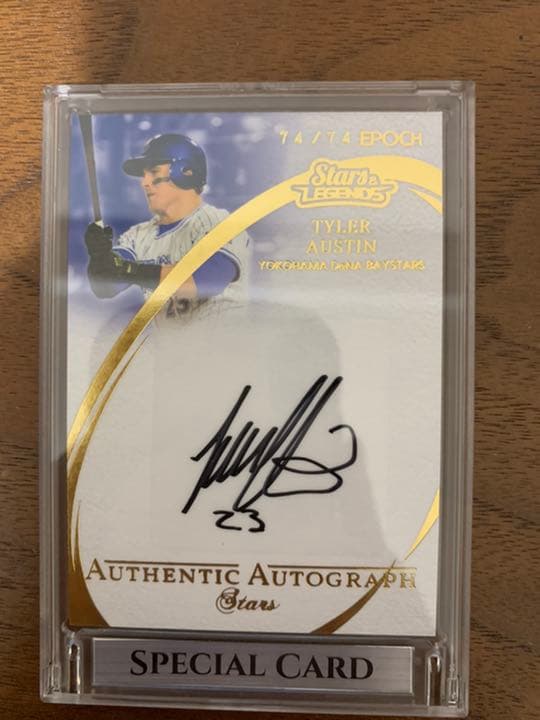 74/74 EPOCH
Stars &
LEGENDS
TYLER
AUSTIN
YOKOHAMA DeNA BAYSTARS
23
AUTHENTIC AUTOGRAPH
Stars
SPECIAL CARD